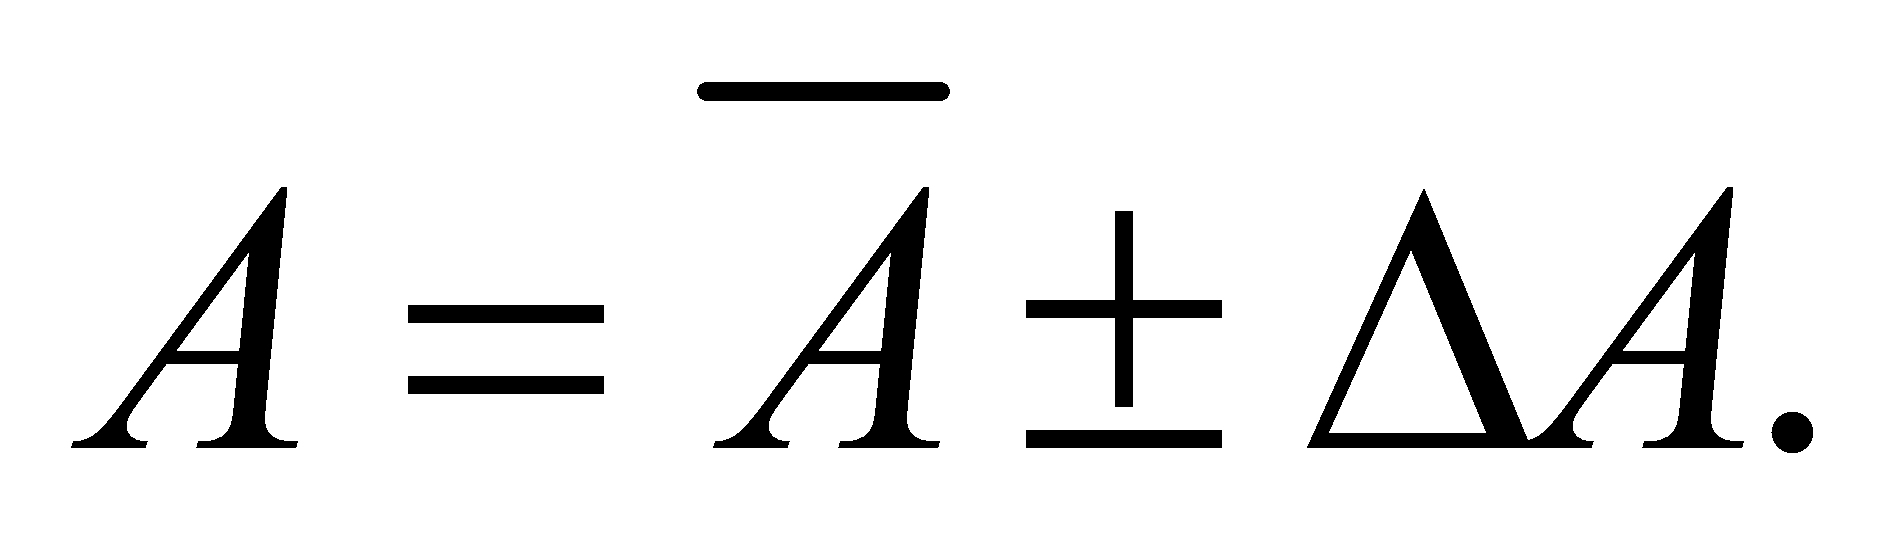 A = A̅ ± ΔA.